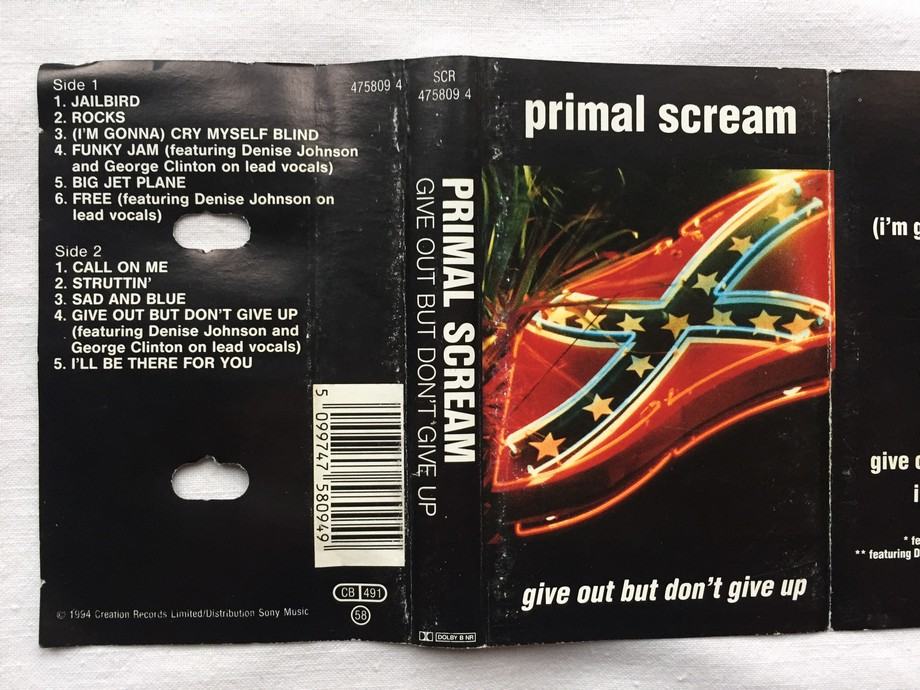 Side 1
1. JAILBIRD
2. ROCKS
3. (I'M GONNA) CRY MYSELF BLIND
4. FUNKY JAM (featuring Denise Johnson
and George Clinton on lead vocals)
5. BIG JET PLANE
6. FREE (featuring Denise Johnson on
lead vocals)
Side 2
1. CALL ON ME
2. STRUTTIN'
3. SAD AND BLUE
4. GIVE OUT BUT DON'T GIVE UP
(featuring Denise Johnson and
George Clinton on lead vocals)
5. I'LL BE THERE FOR YOU
© 1994 Creation Records Limited/Distribution Sony Music
475809 4
5 099747 580949
CB 491
58
SCR
475809 4
PRIMAL SCREAM
GIVE OUT BUT DON'T GIVE UP
DOLBY B NR
primal scream
give out but don't give up
(i'm g
give o
i
* fe
** featuring D